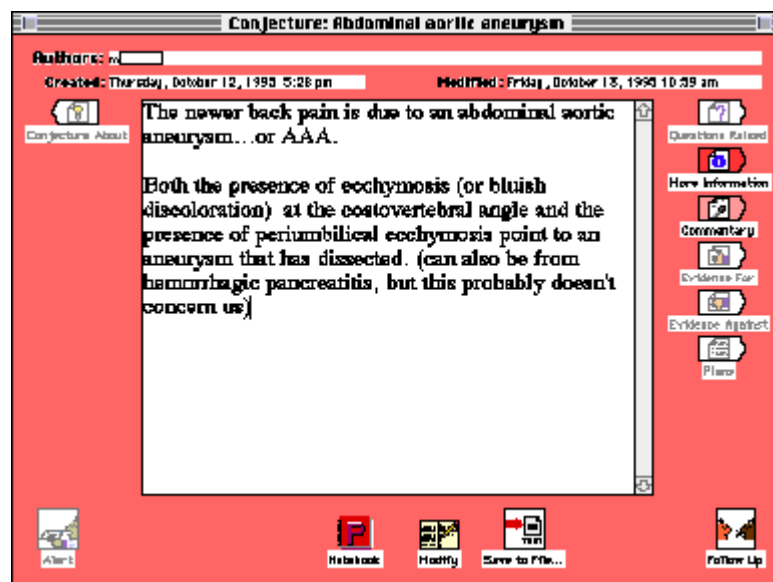 Conjecture: Abdominal aortic aneurysm
Authors: m
Created: Thursday, October 12, 1995 5:28 pm
Modified: Friday, October 13, 1995 10:59 am
Conjecture About
The newer back pain is due to an abdominal aortic
aneurysm...or AAA.
Both the presence of ecchymosis (or bluish
discoloration) at the costovertebral angle and the
presence of periumbilical ecchymosis point to an
aneurysm that has dissected. (can also be from
hemorrhagic pancreatitis, but this probably doesn't
concern us)
Questions Raised
More Information
Commentary
Evidence For
Evidence Against
Plans
Alert
Notebook
Modify
Save to File...
Follow Up